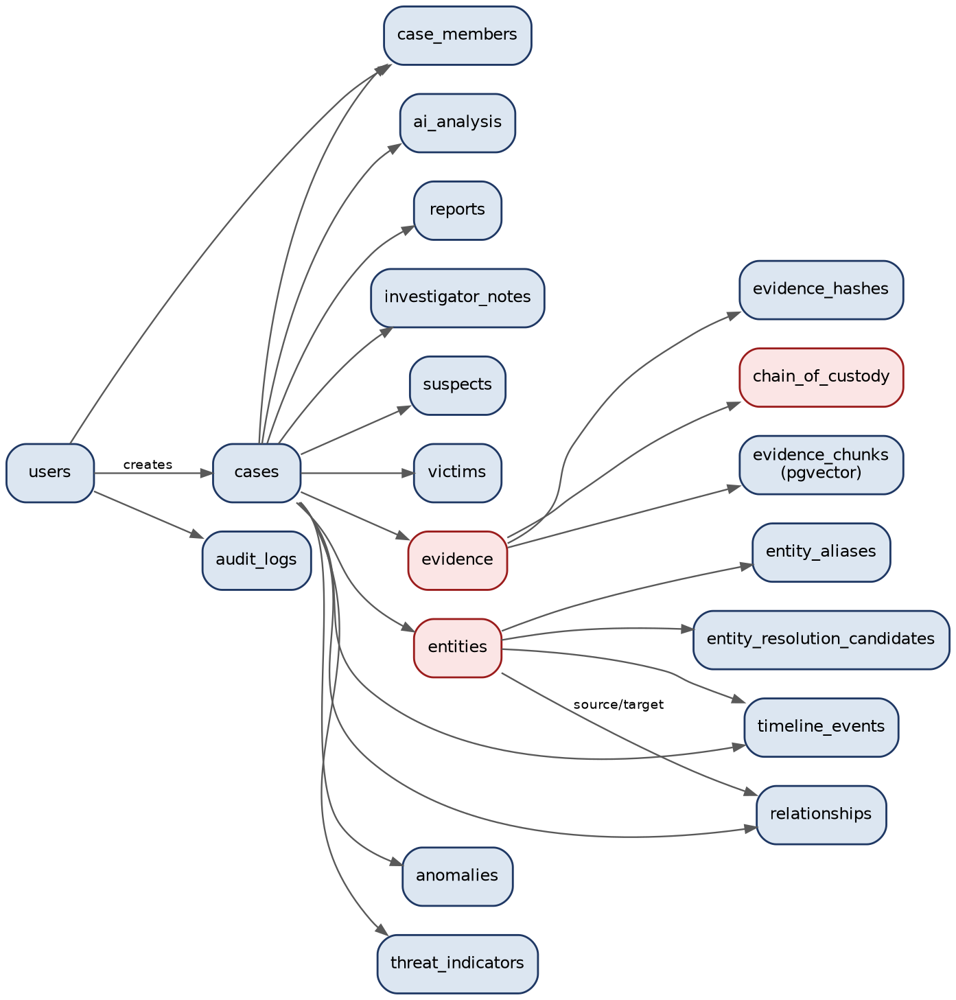 case_members
ai_analysis
reports
investigator_notes
suspects
users
creates
cases
victims
audit_logs
evidence
entities
evidence_hashes
chain_of_custody
evidence_chunks
(pgvector)
entity_aliases
entity_resolution_candidates
source/target
timeline_events
relationships
anomalies
threat_indicators